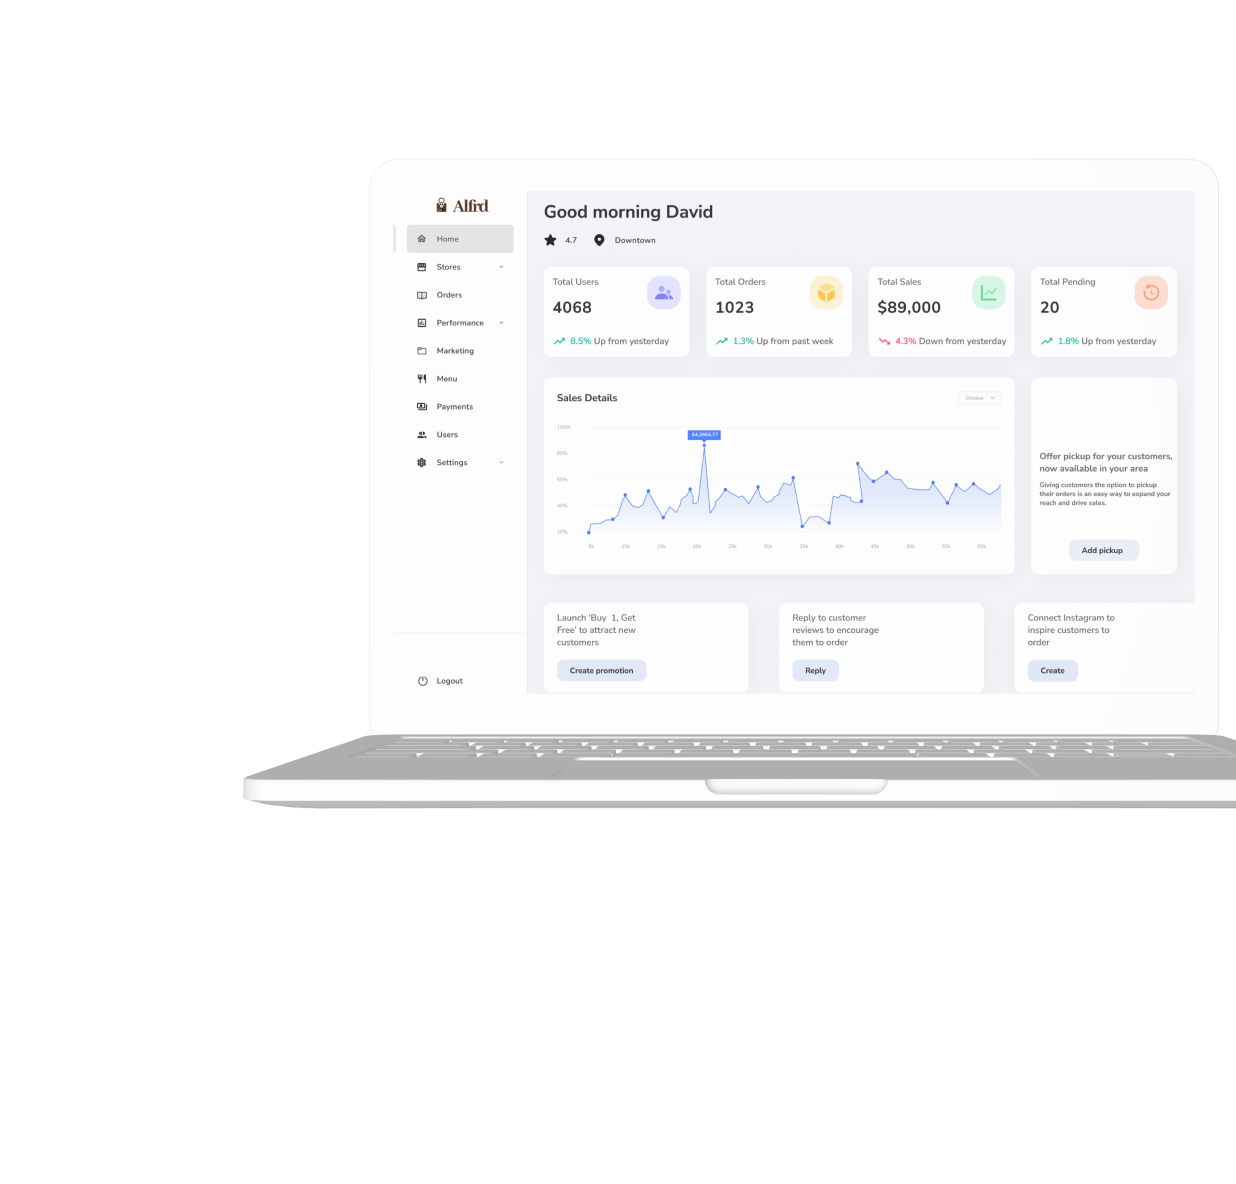 Alfrd
Home
Stores
Orders
Performance
Marketing
Menu
Payments
Users
Settings
Logout
Good morning David
4.7 Downtown
Total Users
4068
8.5% Up from yesterday
Total Orders
1023
1.3% Up from past week
Total Sales
$89,000
4.3% Down from yesterday
Total Pending
20
1.8% Up from yesterday
Sales Details
October
100%
80%
60%
40%
20%
64,3664.77
5k 10k 15k 20k 25k 30k 35k 40k 45k 50k 55k 60k
Offer pickup for your customers,
now available in your area
Giving customers the option to pickup
their orders is an easy way to expand your
reach and drive sales.
Add pickup
Launch ‘Buy 1, Get
Free’ to attract new
customers
Create promotion
Reply to customer
reviews to encourage
them to order
Reply
Connect Instagram to
inspire customers to
order
Create